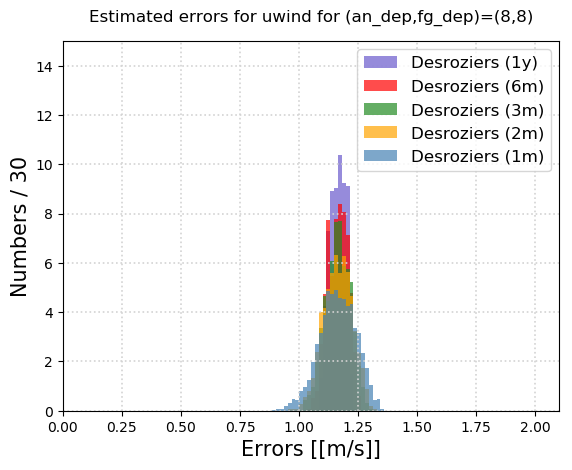 Estimated errors for uwind for (an_dep,fg_dep)=(8,8)
Desroziers (1y)
Desroziers (6m)
Desroziers (3m)
Desroziers (2m)
Desroziers (1m)
14
12
10
8
6
4
2
0
Numbers / 30
0.00 0.25 0.50 0.75 1.00 1.25 1.50 1.75 2.00
Errors [[m/s]]